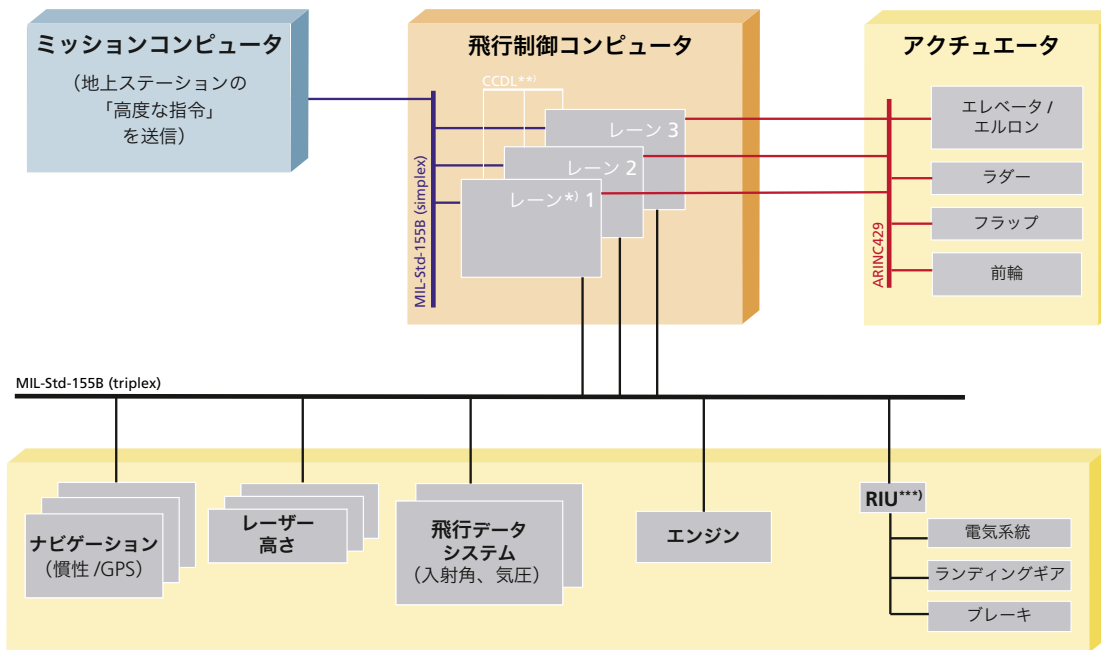 ミッションコンピュータ
（地上ステーションの
「高度な指令」
を送信）
飛行制御コンピュータ
CCDL**)
レーン 3
レーン 2
レーン*) 1
MIL-Std-155B (simplex)
アクチュエータ
エレベータ /
エルロン
ラダー
フラップ
前輪
ARINC429
MIL-Std-155B (triplex)
ナビゲーション
（慣性 /GPS）
レーザー
高さ
飛行データ
システム
（入射角、気圧）
エンジン
RIU***)
電気系統
ランディングギア
ブレーキ